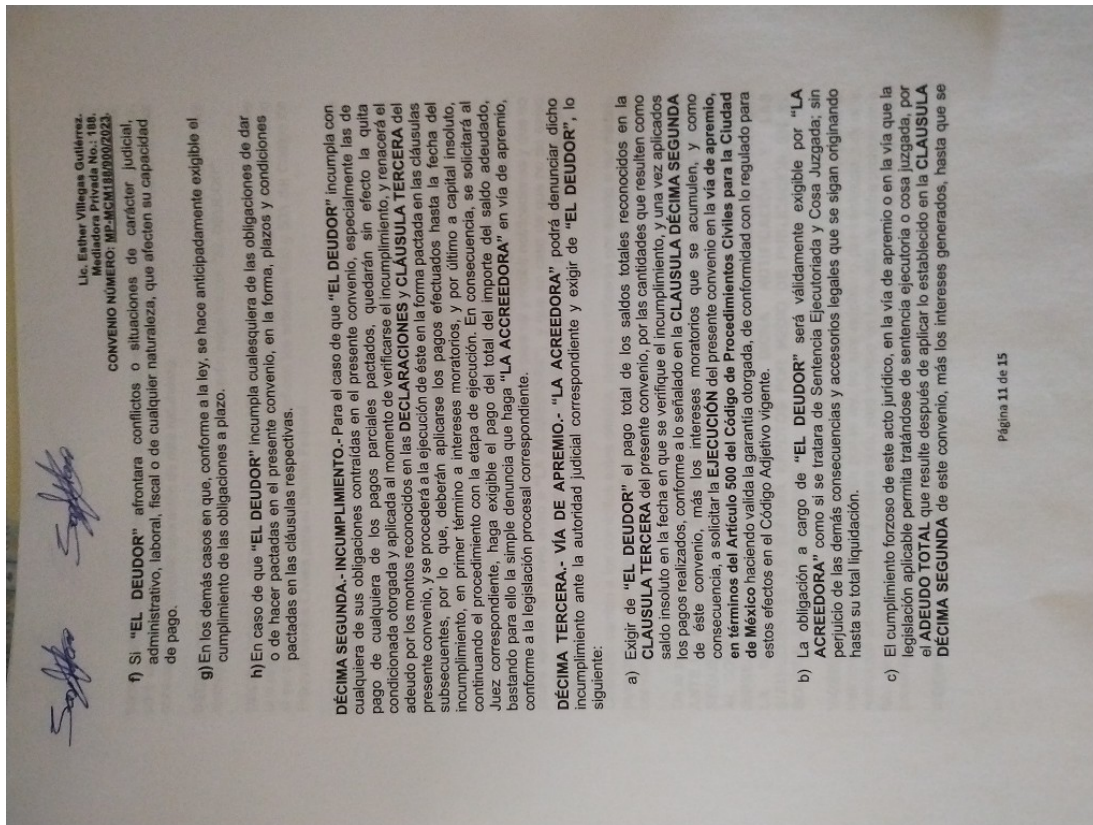 Lic. Esther Villegas Gutiérrez.
Mediadora Privada No.: 188.
CONVENIO NÚMERO: MP-MCM188/000/2023.
f) Si "EL DEUDOR" afrontara conflictos o situaciones de carácter judicial,
administrativo, laboral, fiscal o de cualquier naturaleza, que afecten su capacidad
de pago.
g) En los demás casos en que, conforme a la ley, se hace anticipadamente exigible el
cumplimiento de las obligaciones a plazo.
h) En caso de que "EL DEUDOR" incumpla cualesquiera de las obligaciones de dar
o de hacer pactadas en el presente convenio, en la forma, plazos y condiciones
pactadas en las cláusulas respectivas.
DÉCIMA SEGUNDA.- INCUMPLIMIENTO.- Para el caso de que "EL DEUDOR" incumpla con
cualquiera de sus obligaciones contraídas en el presente convenio, especialmente las de
pago de cualquiera de los pagos parciales pactados, quedarán sin efecto la quita
condicionada otorgada y aplicada al momento de verificarse el incumplimiento, y renacerá el
adeudo por los montos reconocidos en las DECLARACIONES y CLÁUSULA TERCERA del
presente convenio, y se procederá a la ejecución de éste en la forma pactada en las cláusulas
subsecuentes, por lo que, deberán aplicarse los pagos efectuados hasta la fecha del
incumplimiento, en primer término a intereses moratorios, y por último a capital insoluto,
continuando el procedimiento con la etapa de ejecución. En consecuencia, se solicitará al
Juez correspondiente, haga exigible el pago del total del importe del saldo adeudado,
bastando para ello la simple denuncia que haga "LA ACCREEDORA" en vía de apremio,
conforme a la legislación procesal correspondiente.
DÉCIMA TERCERA.- VÍA DE APREMIO.- "LA ACREEDORA" podrá denunciar dicho
incumplimiento ante la autoridad judicial correspondiente y exigir de "EL DEUDOR", lo
siguiente:
a) Exigir de "EL DEUDOR" el pago total de los saldos totales reconocidos en la
CLAUSULA TERCERA del presente convenio, por las cantidades que resulten como
saldo insoluto en la fecha en que se verifique el incumplimiento, y una vez aplicados
los pagos realizados, conforme a lo señalado en la CLAUSULA DÉCIMA SEGUNDA
de éste convenio, más los intereses moratorios que se acumulen, y como
consecuencia, a solicitar la EJECUCIÓN del presente convenio en la vía de apremio,
en términos del Artículo 500 del Código de Procedimientos Civiles para la Ciudad
de México haciendo valida la garantía otorgada, de conformidad con lo regulado para
estos efectos en el Código Adjetivo vigente.
b) La obligación a cargo de "EL DEUDOR" será válidamente exigible por "LA
ACREEDORA" como si se tratara de Sentencia Ejecutoriada y Cosa Juzgada; sin
perjuicio de las demás consecuencias y accesorios legales que se sigan originando
hasta su total liquidación.
c) El cumplimiento forzoso de este acto jurídico, en la vía de apremio o en la vía que la
legislación aplicable permita tratándose de sentencia ejecutoria o cosa juzgada, por
el ADEUDO TOTAL que resulte después de aplicar lo establecido en la CLAUSULA
DÉCIMA SEGUNDA de este convenio, más los intereses generados, hasta que se
Página 11 de 15